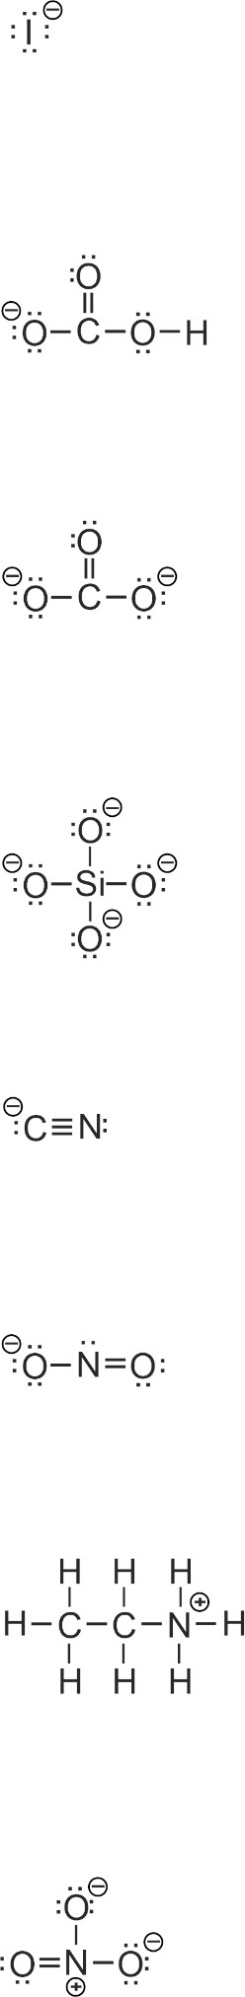 :I:⊖
:O
⊖:O–C–O–H
:O
⊖:O–C–O:⊖
:O:⊖
⊖:O–Si–O:⊖
:O:⊖
⊖:C≡N:
⊖:O–N=O:
H H H
H–C–C–N⊕–H
H H H
:O:⊖
:O=N–O:⊖
⊕